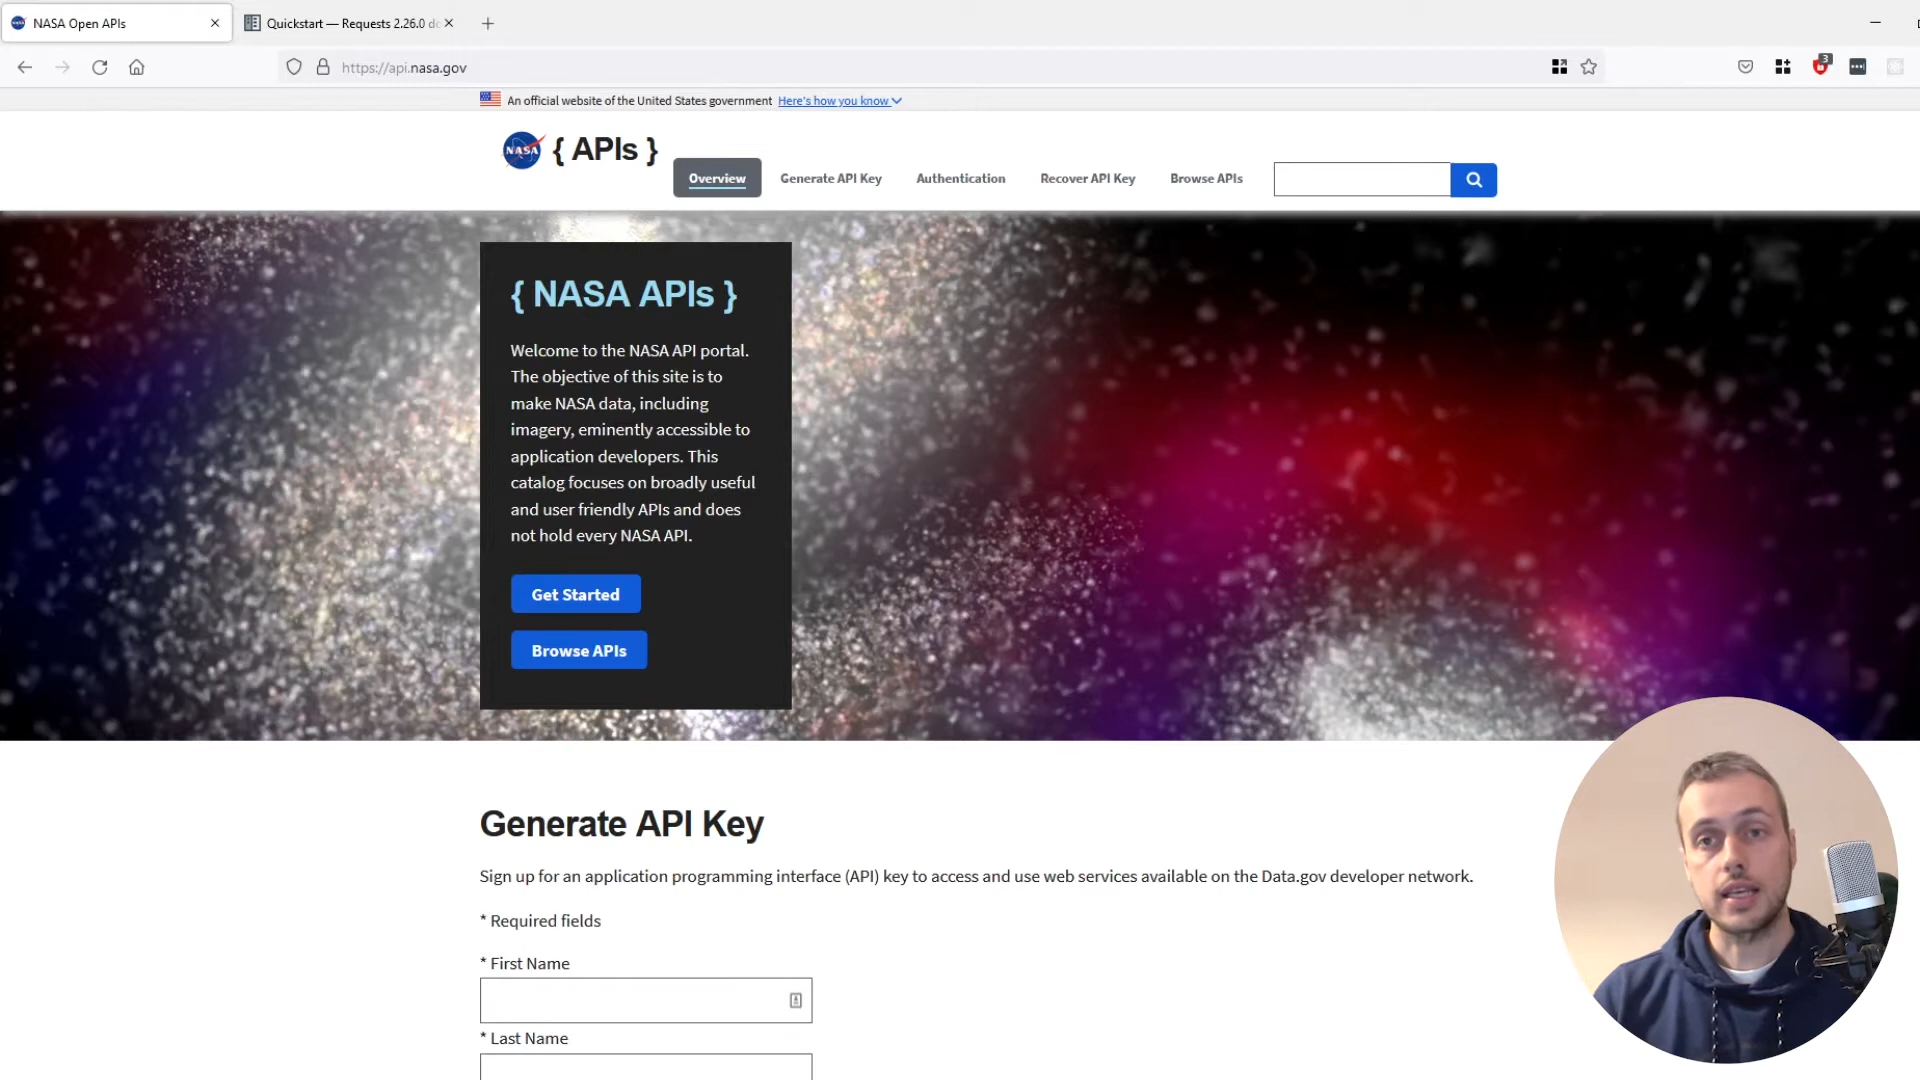 NASA Open APIs
Quickstart — Requests 2.26.0 do
https://api.nasa.gov
3
An official website of the United States government Here's how you know
NASA { APIs }
Overview
Generate API Key
Authentication
Recover API Key
Browse APIs
{ NASA APIs }
Welcome to the NASA API portal.
The objective of this site is to
make NASA data, including
imagery, eminently accessible to
application developers. This
catalog focuses on broadly useful
and user friendly APIs and does
not hold every NASA API.
Get Started
Browse APIs
Generate API Key
Sign up for an application programming interface (API) key to access and use web services available on the Data.gov developer network.
* Required fields
* First Name
* Last Name